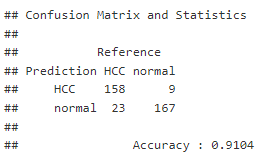 ## Confusion Matrix and Statistics
##
##           Reference
## Prediction HCC normal
##     HCC    158      9
##     normal  23    167
##
##                Accuracy : 0.9104